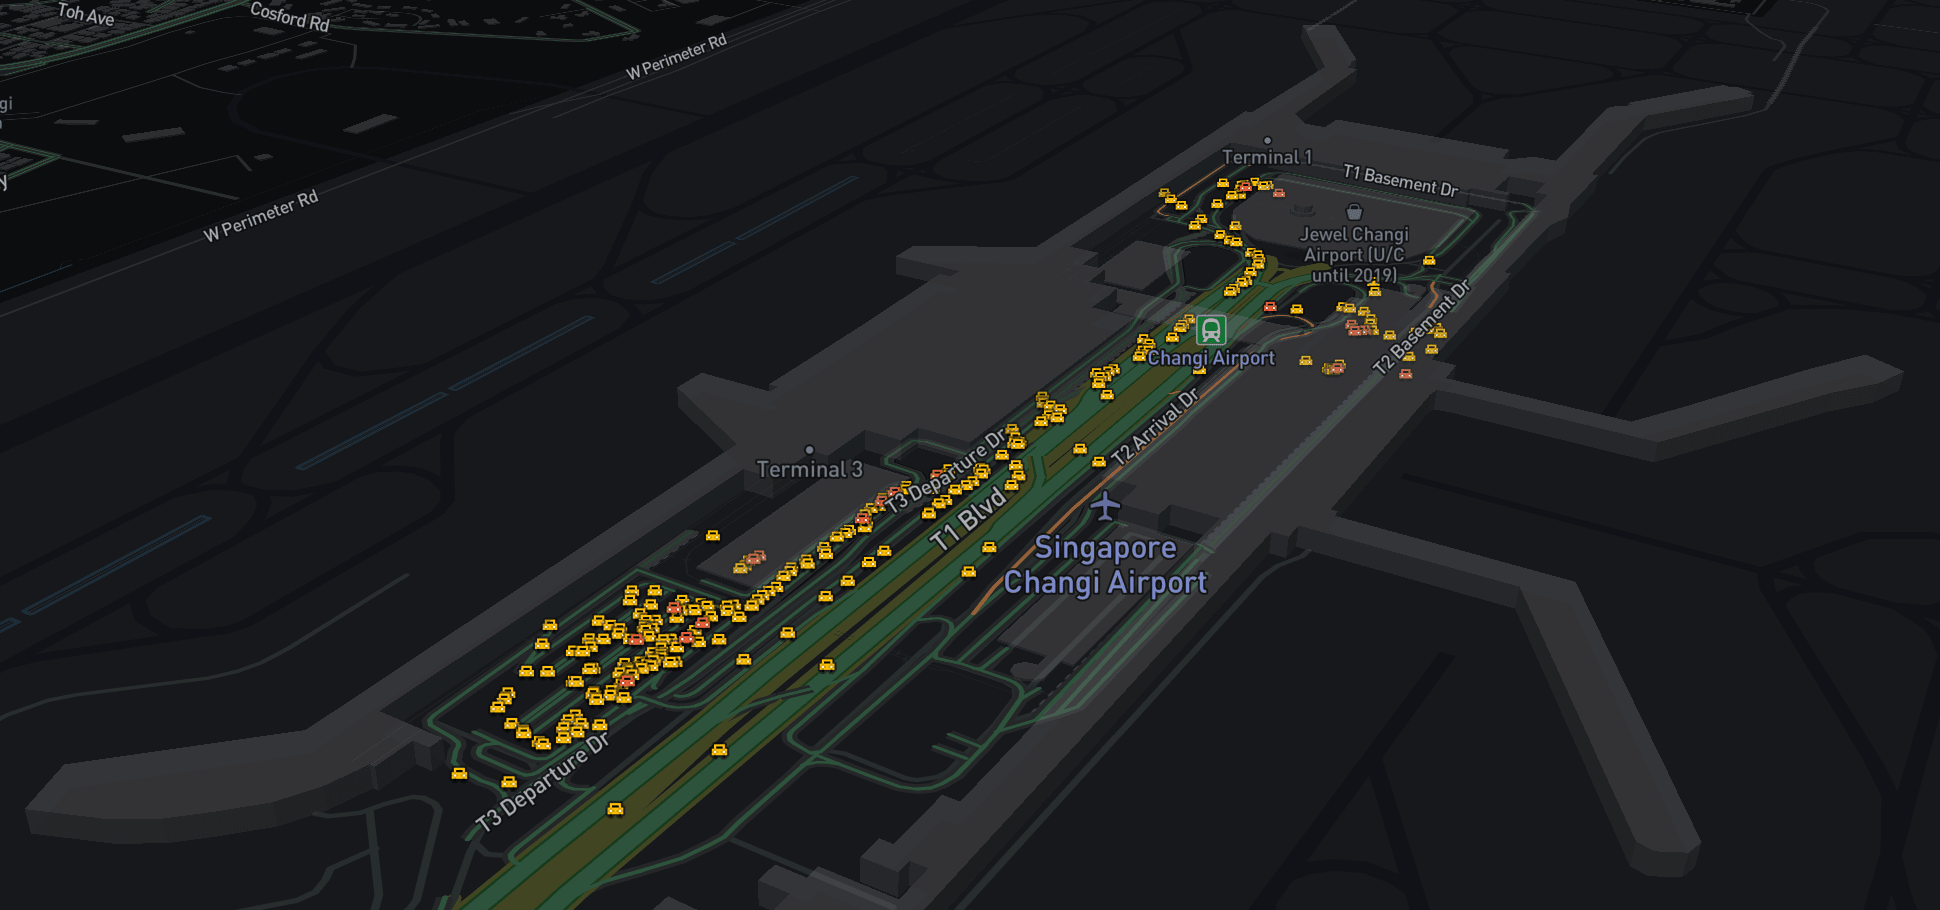 Toh Ave
Cosford Rd
W Perimeter Rd
gi
y
W Perimeter Rd
Terminal 1
T1 Basement Dr
Jewel Changi
Airport (U/C
until 2019)
T2 Basement Dr
Changi Airport
T2 Arrival Dr
Terminal 3
T3 Departure Dr
T1 Blvd
Singapore
Changi Airport
T3 Departure Dr